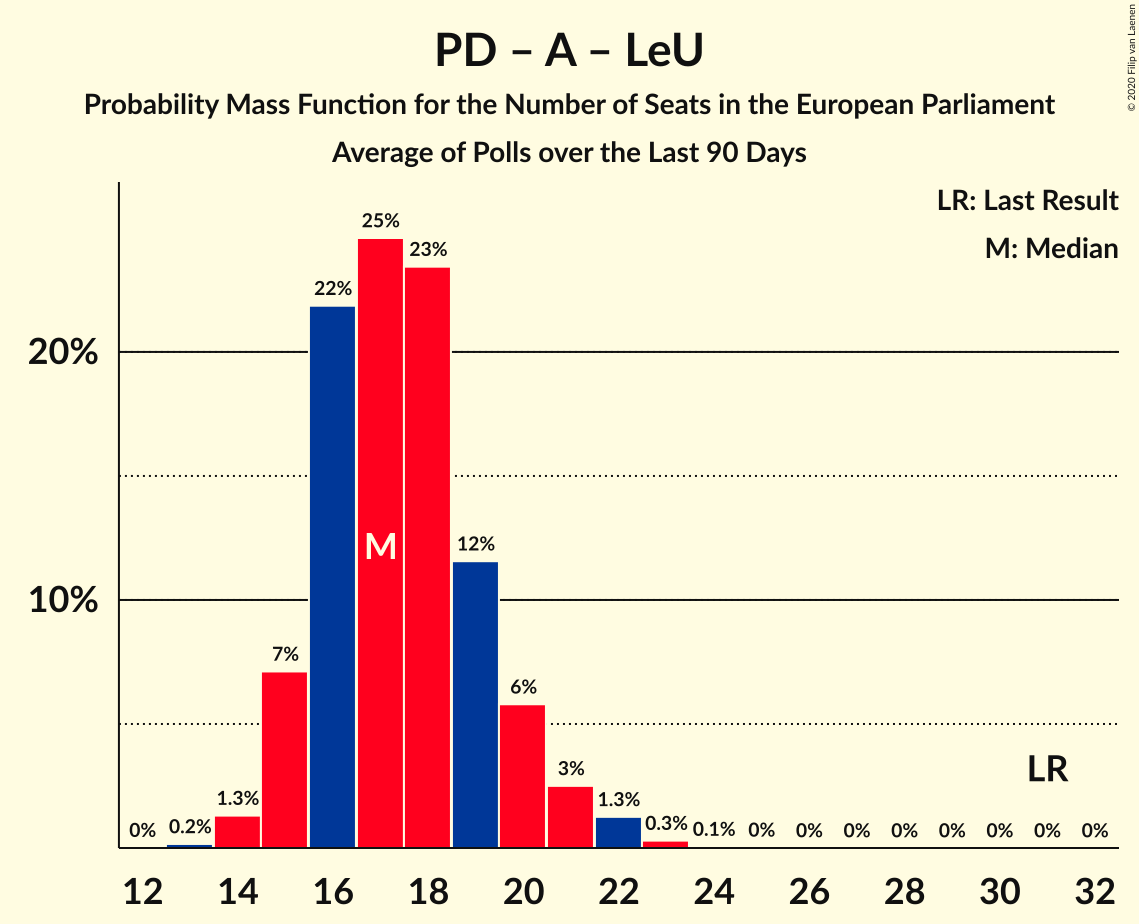 PD – A – LeU
Probability Mass Function for the Number of Seats in the European Parliament
Average of Polls over the Last 90 Days
© 2020 Filip van Laenen
LR: Last Result
M: Median
25%
23%
22%
20%
M
12%
10%
7%
6%
3%
LR
1.3%
1.3%
0% 0.2% 0.3% 0.1% 0% 0% 0% 0% 0% 0% 0% 0%
12 14 16 18 20 22 24 26 28 30 32